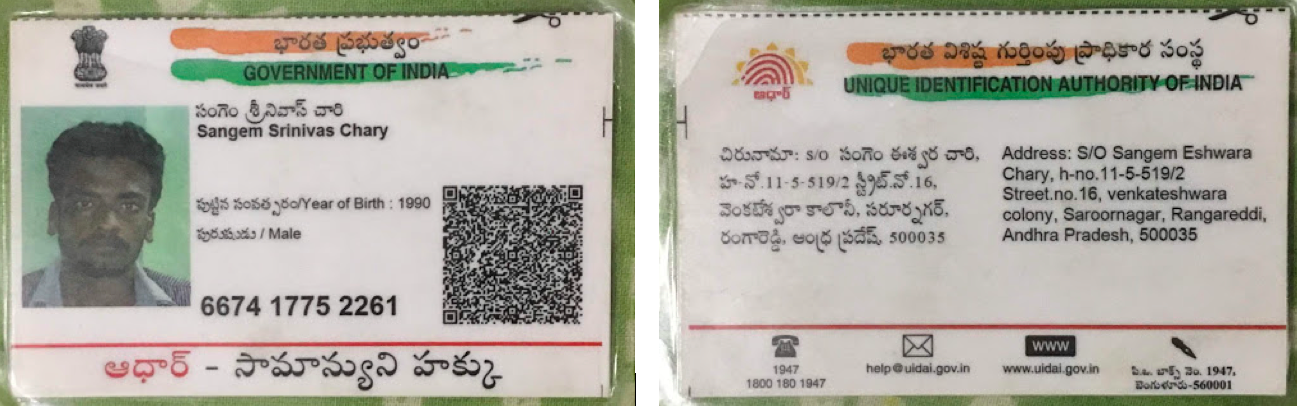 భారత ప్రభుత్వం
GOVERNMENT OF INDIA
సంగెం శ్రీనివాస్ చారి
Sangem Srinivas Chary
పుట్టిన సంవత్సరం/Year of Birth : 1990
పురుషుడు / Male
6674 1775 2261
ఆధార్ - సామాన్యుని హక్కు
భారత విశిష్ట గుర్తింపు ప్రాధికార సంస్థ
UNIQUE IDENTIFICATION AUTHORITY OF INDIA
ఆధార్
చిరునామా: S/O సంగెం ఈశ్వర చారి,
హ-నో.11-5-519/2 స్ట్రీట్.నో.16,
వెంకటేశ్వరా కాలొనీ, సరూర్నగర్,
రంగారెడ్డి, ఆంధ్ర ప్రదేష్, 500035
Address: S/O Sangem Eshwara
Chary, h-no.11-5-519/2
Street.no.16, venkateshwara
colony, Saroornagar, Rangareddi,
Andhra Pradesh, 500035
1947
1800 180 1947
help@uidai.gov.in
WWW
www.uidai.gov.in
పి.ఒ. బాక్స్ నెం. 1947,
బెంగుళూరు-560001